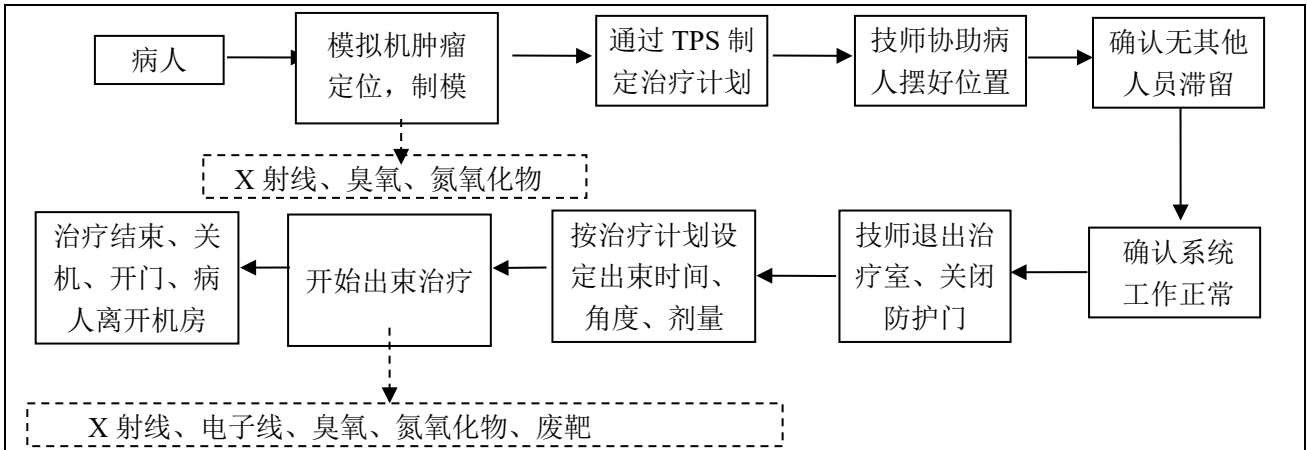 病人
模拟机肿瘤
定位，制模
通过 TPS 制
定治疗计划
技师协助病
人摆好位置
确认无其他
人员滞留
X 射线、臭氧、氮氧化物
确认系统
工作正常
技师退出治
疗室、关闭
防护门
按治疗计划设
定出束时间、
角度、剂量
开始出束治疗
治疗结束、关
机、开门、病
人离开机房
X 射线、电子线、臭氧、氮氧化物、废靶